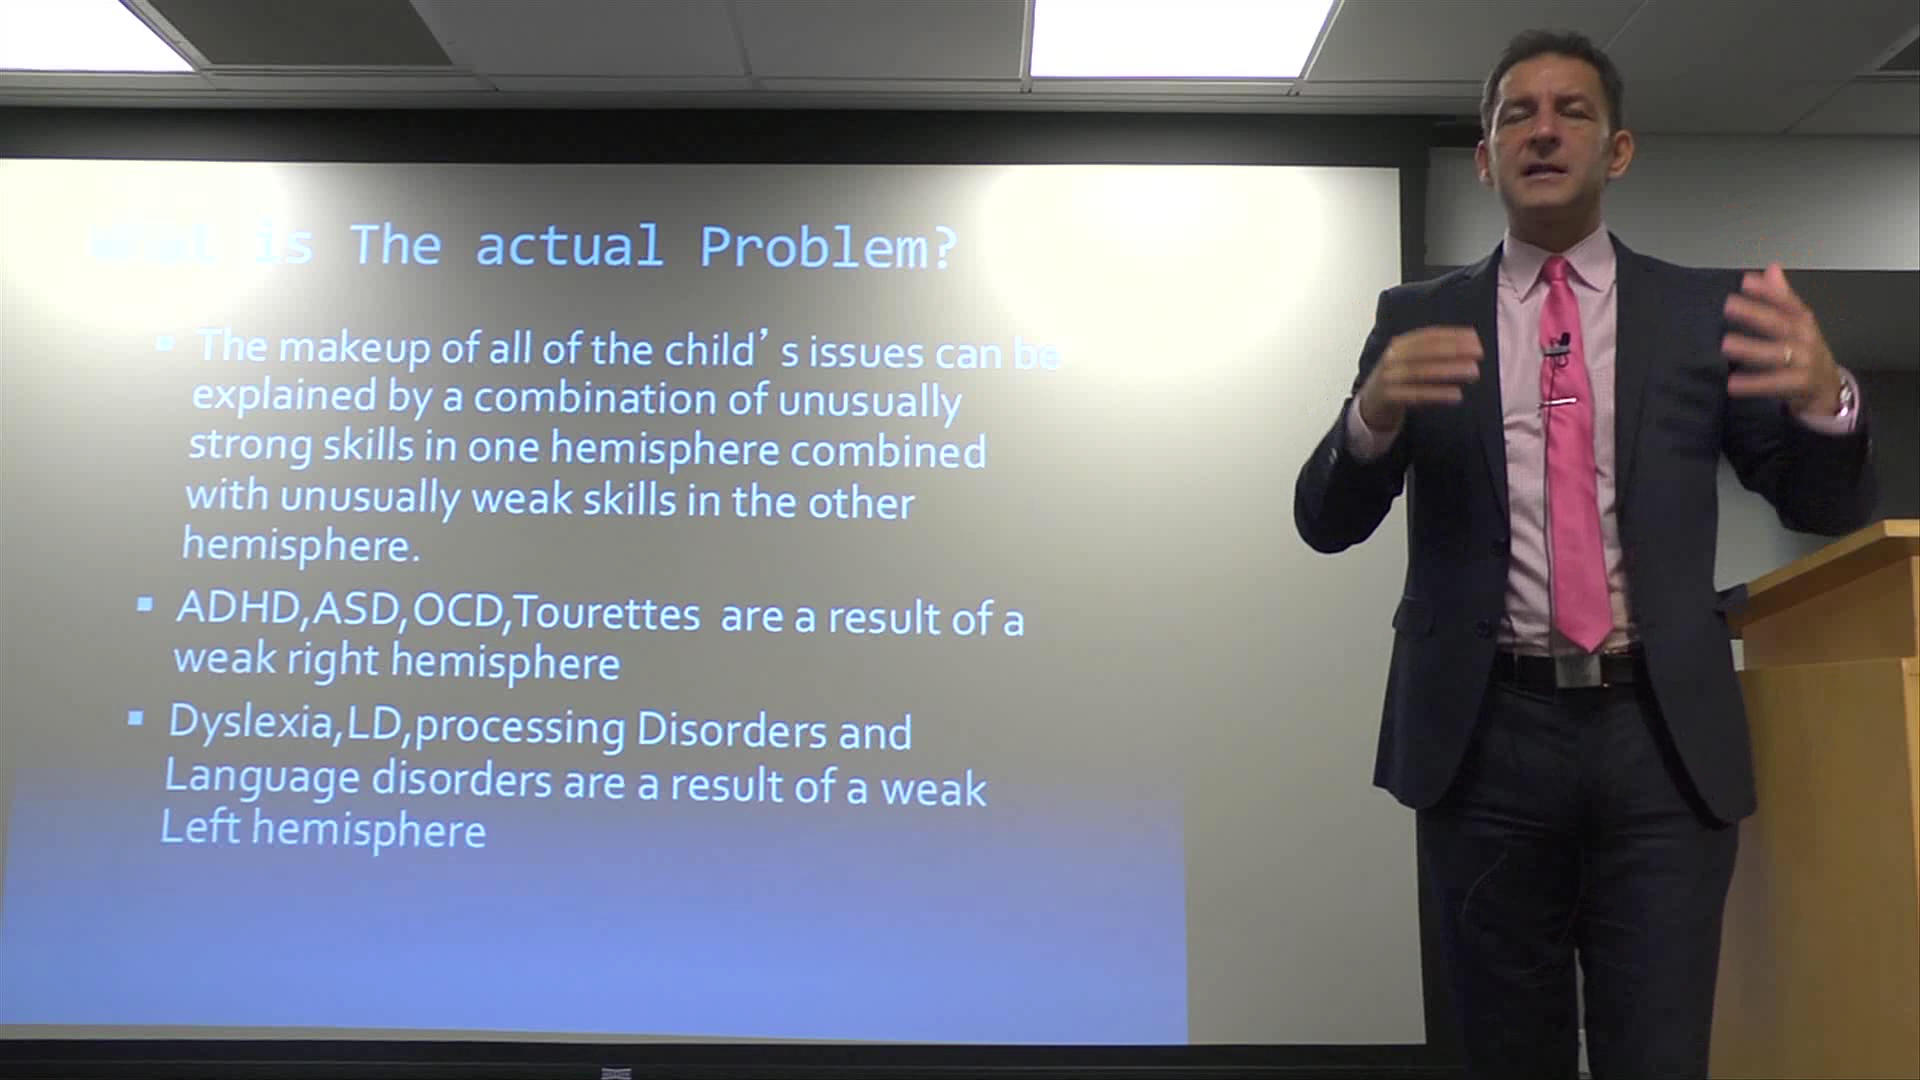 What is The actual Problem?
▪ The makeup of all of the child’s issues can be
explained by a combination of unusually
strong skills in one hemisphere combined
with unusually weak skills in the other
hemisphere.
▪ ADHD,ASD,OCD,Tourettes are a result of a
weak right hemisphere
▪ Dyslexia,LD,processing Disorders and
Language disorders are a result of a weak
Left hemisphere